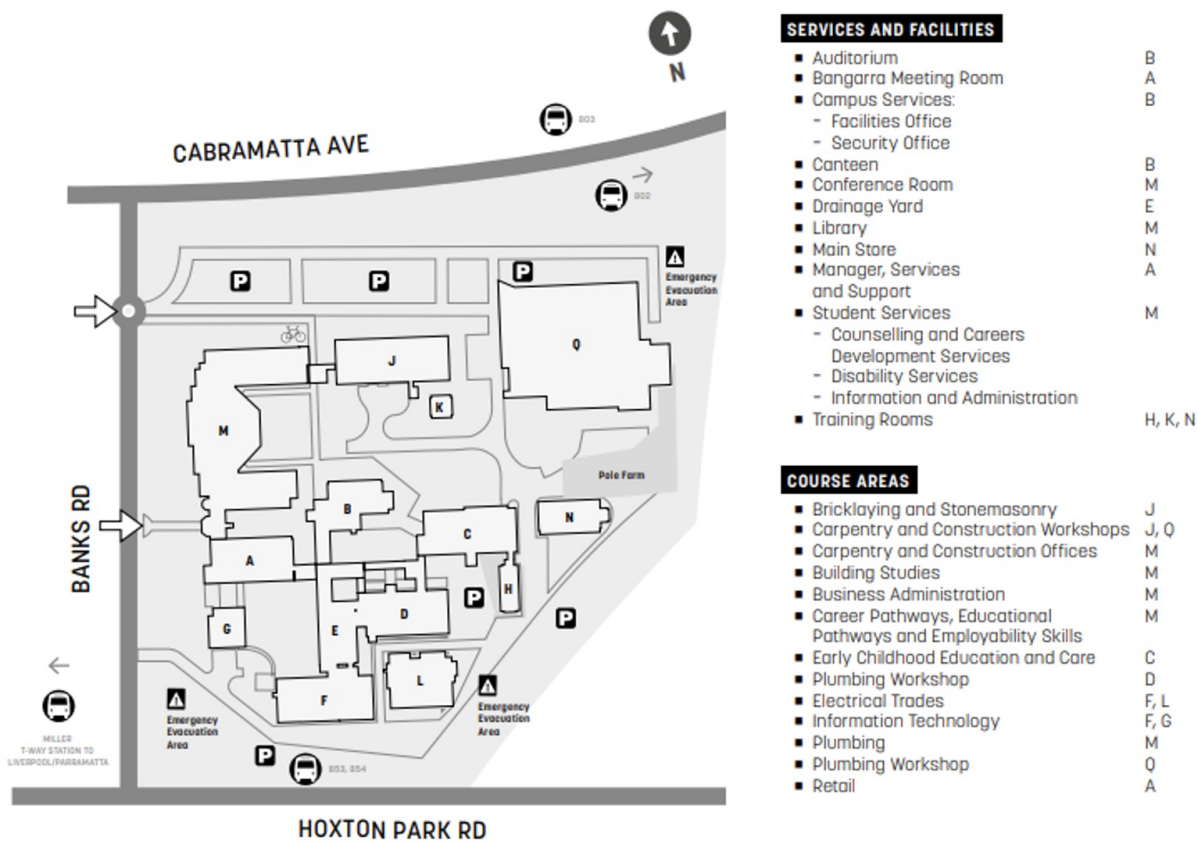 N
803
CABRAMATTA AVE
802
P
P
P
Emergency
Evacuation
Area
Q
J
K
M
Pole Farm
B
N
C
BANKS RD
A
H
P
D
P
G
E
L
F
Emergency
Evacuation
Area
Emergency
Evacuation
Area
MILLER
T-WAY STATION TO
LIVERPOOL/PARRAMATTA
P
853, 854
HOXTON PARK RD
SERVICES AND FACILITIES
Auditorium B
Bangarra Meeting Room A
Campus Services: B
– Facilities Office
– Security Office
Canteen B
Conference Room M
Drainage Yard E
Library M
Main Store N
Manager, Services A
and Support
Student Services M
– Counselling and Careers
Development Services
– Disability Services
– Information and Administration
Training Rooms H, K, N
COURSE AREAS
Bricklaying and Stonemasonry J
Carpentry and Construction Workshops J, Q
Carpentry and Construction Offices M
Building Studies M
Business Administration M
Career Pathways, Educational M
Pathways and Employability Skills
Early Childhood Education and Care C
Plumbing Workshop D
Electrical Trades F, L
Information Technology F, G
Plumbing M
Plumbing Workshop Q
Retail A